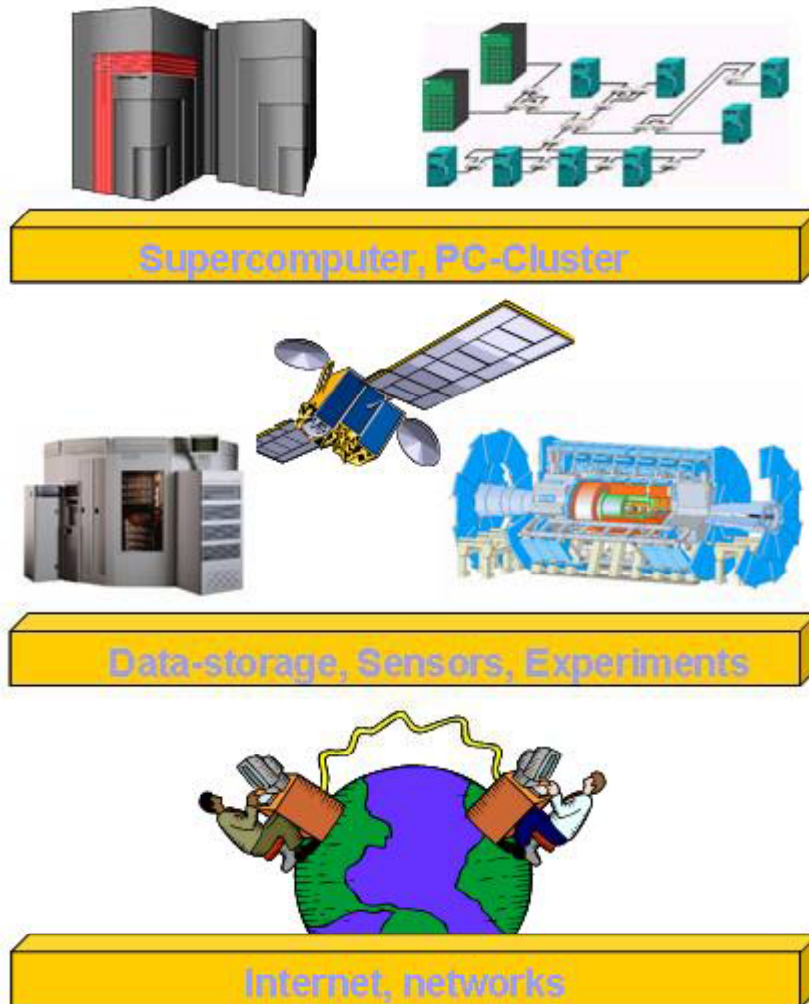 Supercomputer, PC-Cluster
Data-storage, Sensors, Experiments
Internet, networks